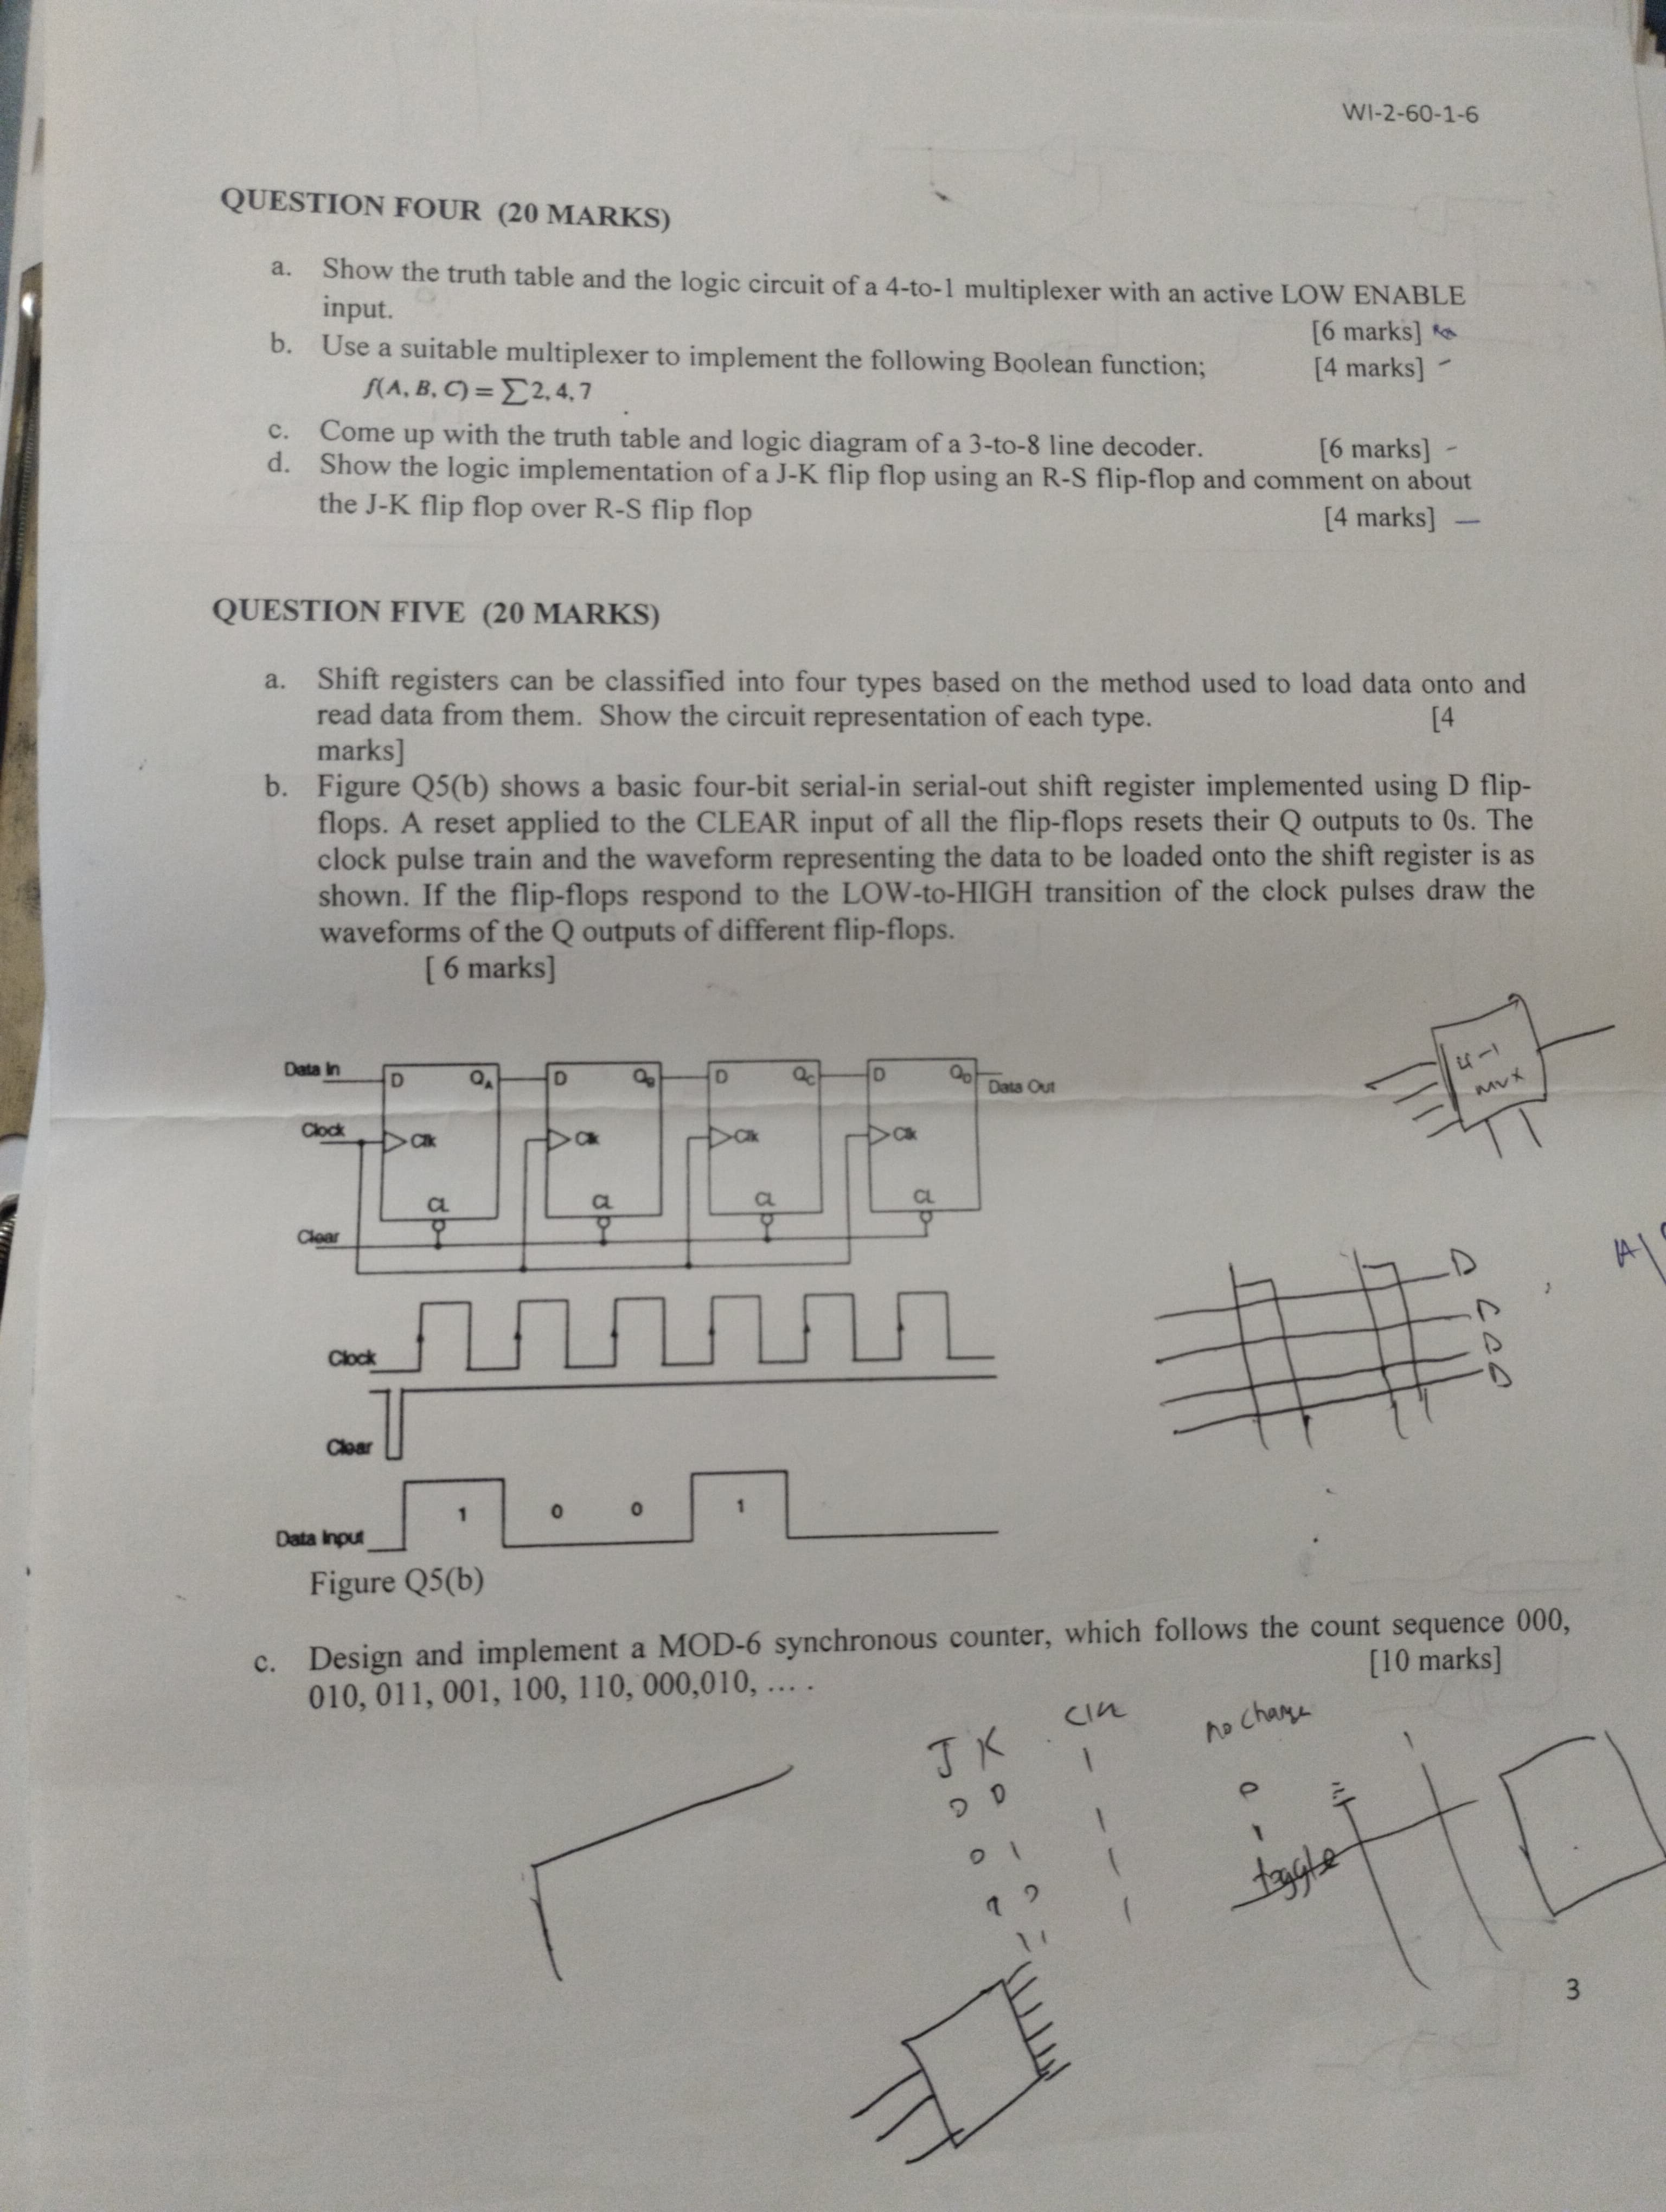 WI-2-60-1-6
QUESTION FOUR (20 MARKS)
a. Show the truth table and the logic circuit of a 4-to-1 multiplexer with an active LOW ENABLE
input.
[6 marks]
b. Use a suitable multiplexer to implement the following Boolean function;
[4 marks]
f(A, B, C) = ∑2, 4, 7
c. Come up with the truth table and logic diagram of a 3-to-8 line decoder. [6 marks]
d. Show the logic implementation of a J-K flip flop using an R-S flip-flop and comment on about
the J-K flip flop over R-S flip flop [4 marks]
QUESTION FIVE (20 MARKS)
a. Shift registers can be classified into four types based on the method used to load data onto and
read data from them. Show the circuit representation of each type. [4
marks]
b. Figure Q5(b) shows a basic four-bit serial-in serial-out shift register implemented using D flip-
flops. A reset applied to the CLEAR input of all the flip-flops resets their Q outputs to 0s. The
clock pulse train and the waveform representing the data to be loaded onto the shift register is as
shown. If the flip-flops respond to the LOW-to-HIGH transition of the clock pulses draw the
waveforms of the Q outputs of different flip-flops.
[ 6 marks]
4-1
mux
Data In D QA D QB D QC D QD Data Out
Clock Clk Clk Clk Clk
Cl Cl Cl Cl
Clear
D
D
D
D
Clock
Clear
1 0 0 1
Data Input
Figure Q5(b)
c. Design and implement a MOD-6 synchronous counter, which follows the count sequence 000,
010, 011, 001, 100, 110, 000,010, ... .
[10 marks]
J K Clk no change
0 0 1 0
0 1 1 1
toggle
3